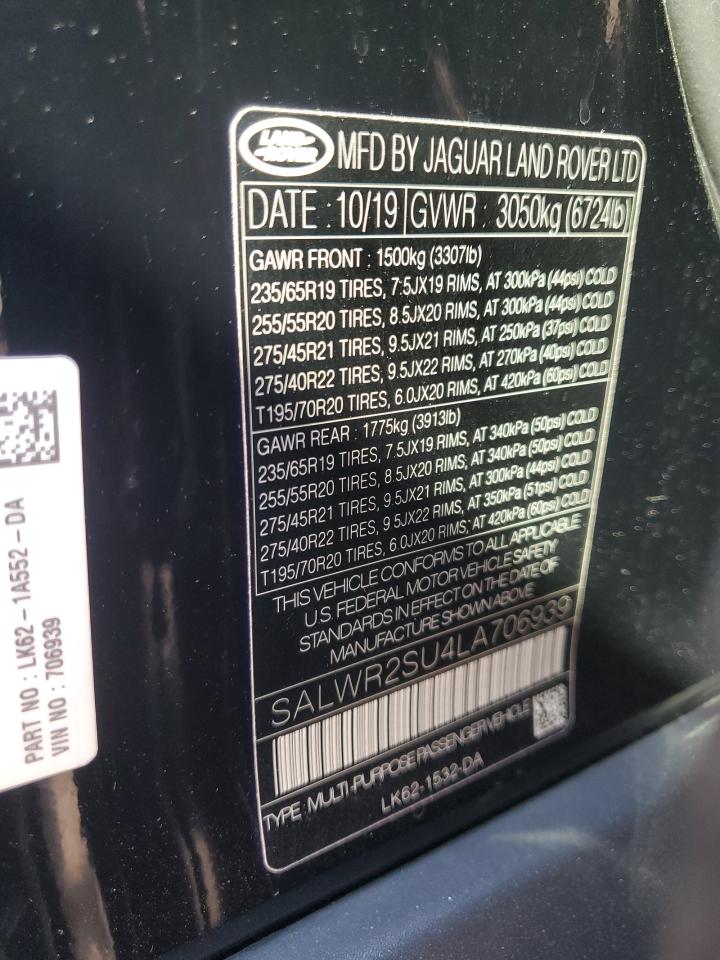 LAND-
-ROVER
MFD BY JAGUAR LAND ROVER LTD
DATE : 10/19 GVWR : 3050kg (6724lb)
GAWR FRONT : 1500kg (3307lb)
235/65R19 TIRES, 7.5JX19 RIMS, AT 300kPa (44psi) COLD
255/55R20 TIRES, 8.5JX20 RIMS, AT 300kPa (44psi) COLD
275/45R21 TIRES, 9.5JX21 RIMS, AT 250kPa (37psi) COLD
275/40R22 TIRES, 9.5JX22 RIMS, AT 270kPa (40psi) COLD
T195/70R20 TIRES, 6.0JX20 RIMS, AT 420kPa (60psi) COLD
GAWR REAR : 1775kg (3913lb)
235/65R19 TIRES, 7.5JX19 RIMS, AT 340kPa (50psi) COLD
255/55R20 TIRES, 8.5JX20 RIMS, AT 340kPa (50psi) COLD
275/45R21 TIRES, 9.5JX21 RIMS, AT 300kPa (44psi) COLD
275/40R22 TIRES, 9.5JX22 RIMS, AT 350kPa (51psi) COLD
T195/70R20 TIRES, 6.0JX20 RIMS, AT 420kPa (60psi) COLD
THIS VEHICLE CONFORMS TO ALL APPLICABLE
U.S. FEDERAL MOTOR VEHICLE SAFETY
STANDARDS IN EFFECT ON THE DATE OF
MANUFACTURE SHOWN ABOVE
SALWR2SU4LA706939
TYPE : MULTI-PURPOSE PASSENGER VEHICLE
LK62-1532-DA
PART NO : LK62-1A552-DA
VIN NO : 706939